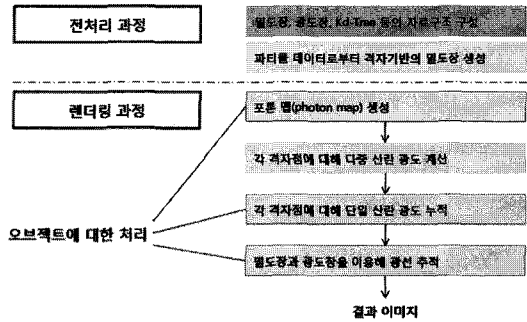 전처리 과정
밀도장, 광도장, Kd-Tree 등의 자료구조 구성
파티클 데이터로부터 격자기반의 밀도장 생성
렌더링 과정
포톤 맵(photon map) 생성
각 격자점에 대해 다중 산란 광도 계산
각 격자점에 대해 단일 산란 광도 누적
오브젝트에 대한 처리
밀도장과 광도장을 이용해 광선 추적
결과 이미지